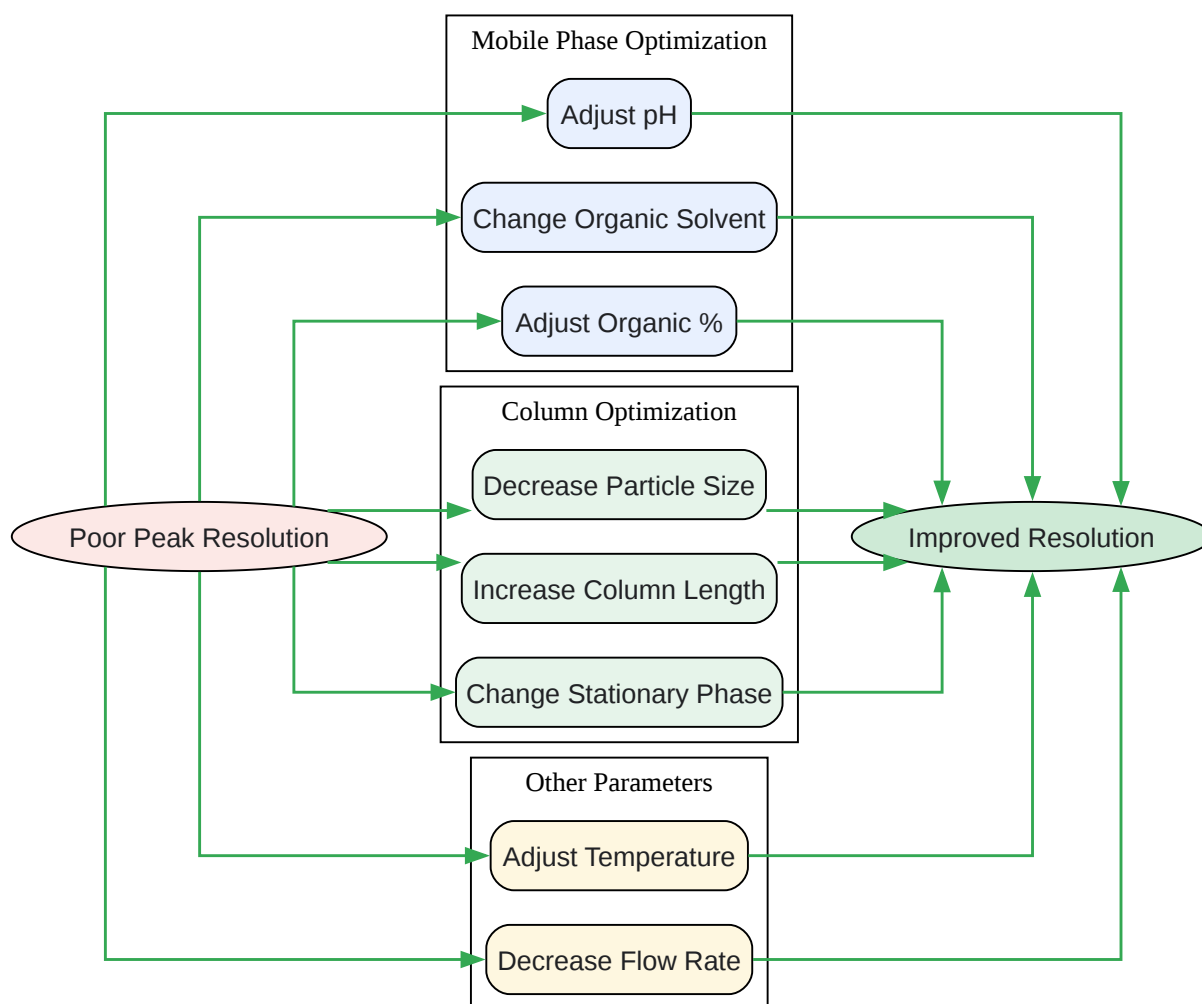 Mobile Phase Optimization
Adjust pH
Change Organic Solvent
Adjust Organic %
Column Optimization
Decrease Particle Size
Poor Peak Resolution
Improved Resolution
Increase Column Length
Change Stationary Phase
Other Parameters
Adjust Temperature
Decrease Flow Rate